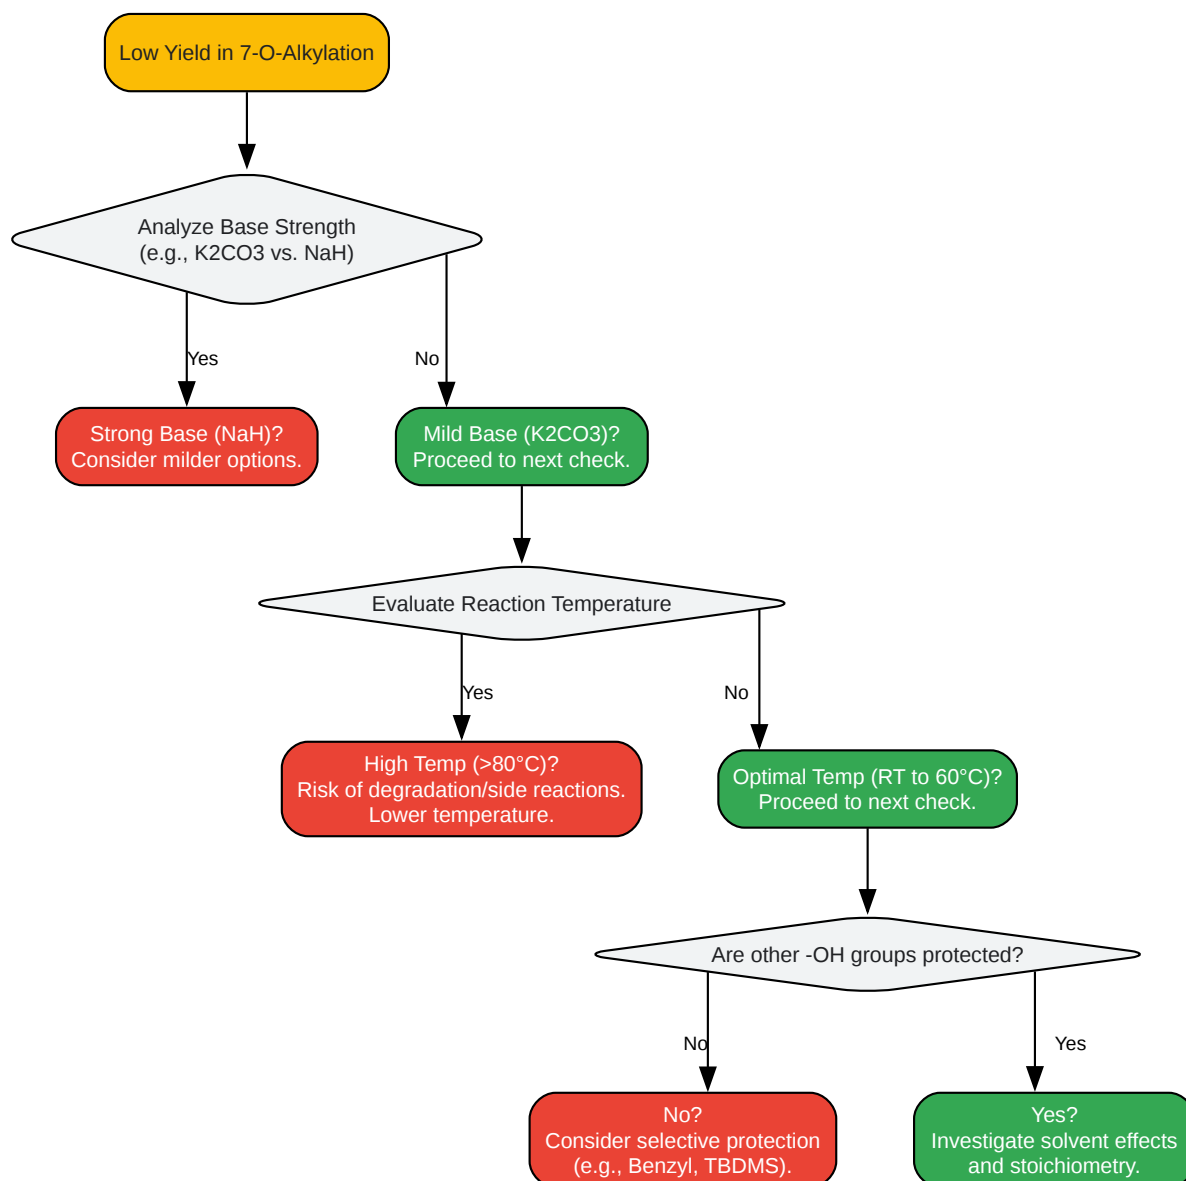 Low Yield in 7-O-Alkylation
Analyze Base Strength
(e.g., K2CO3 vs. NaH)
Yes
No
Strong Base (NaH)?
Consider milder options.
Mild Base (K2CO3)?
Proceed to next check.
Evaluate Reaction Temperature
Yes
No
High Temp (>80°C)?
Risk of degradation/side reactions.
Lower temperature.
Optimal Temp (RT to 60°C)?
Proceed to next check.
Are other -OH groups protected?
No
Yes
No?
Consider selective protection
(e.g., Benzyl, TBDMS).
Yes?
Investigate solvent effects
and stoichiometry.